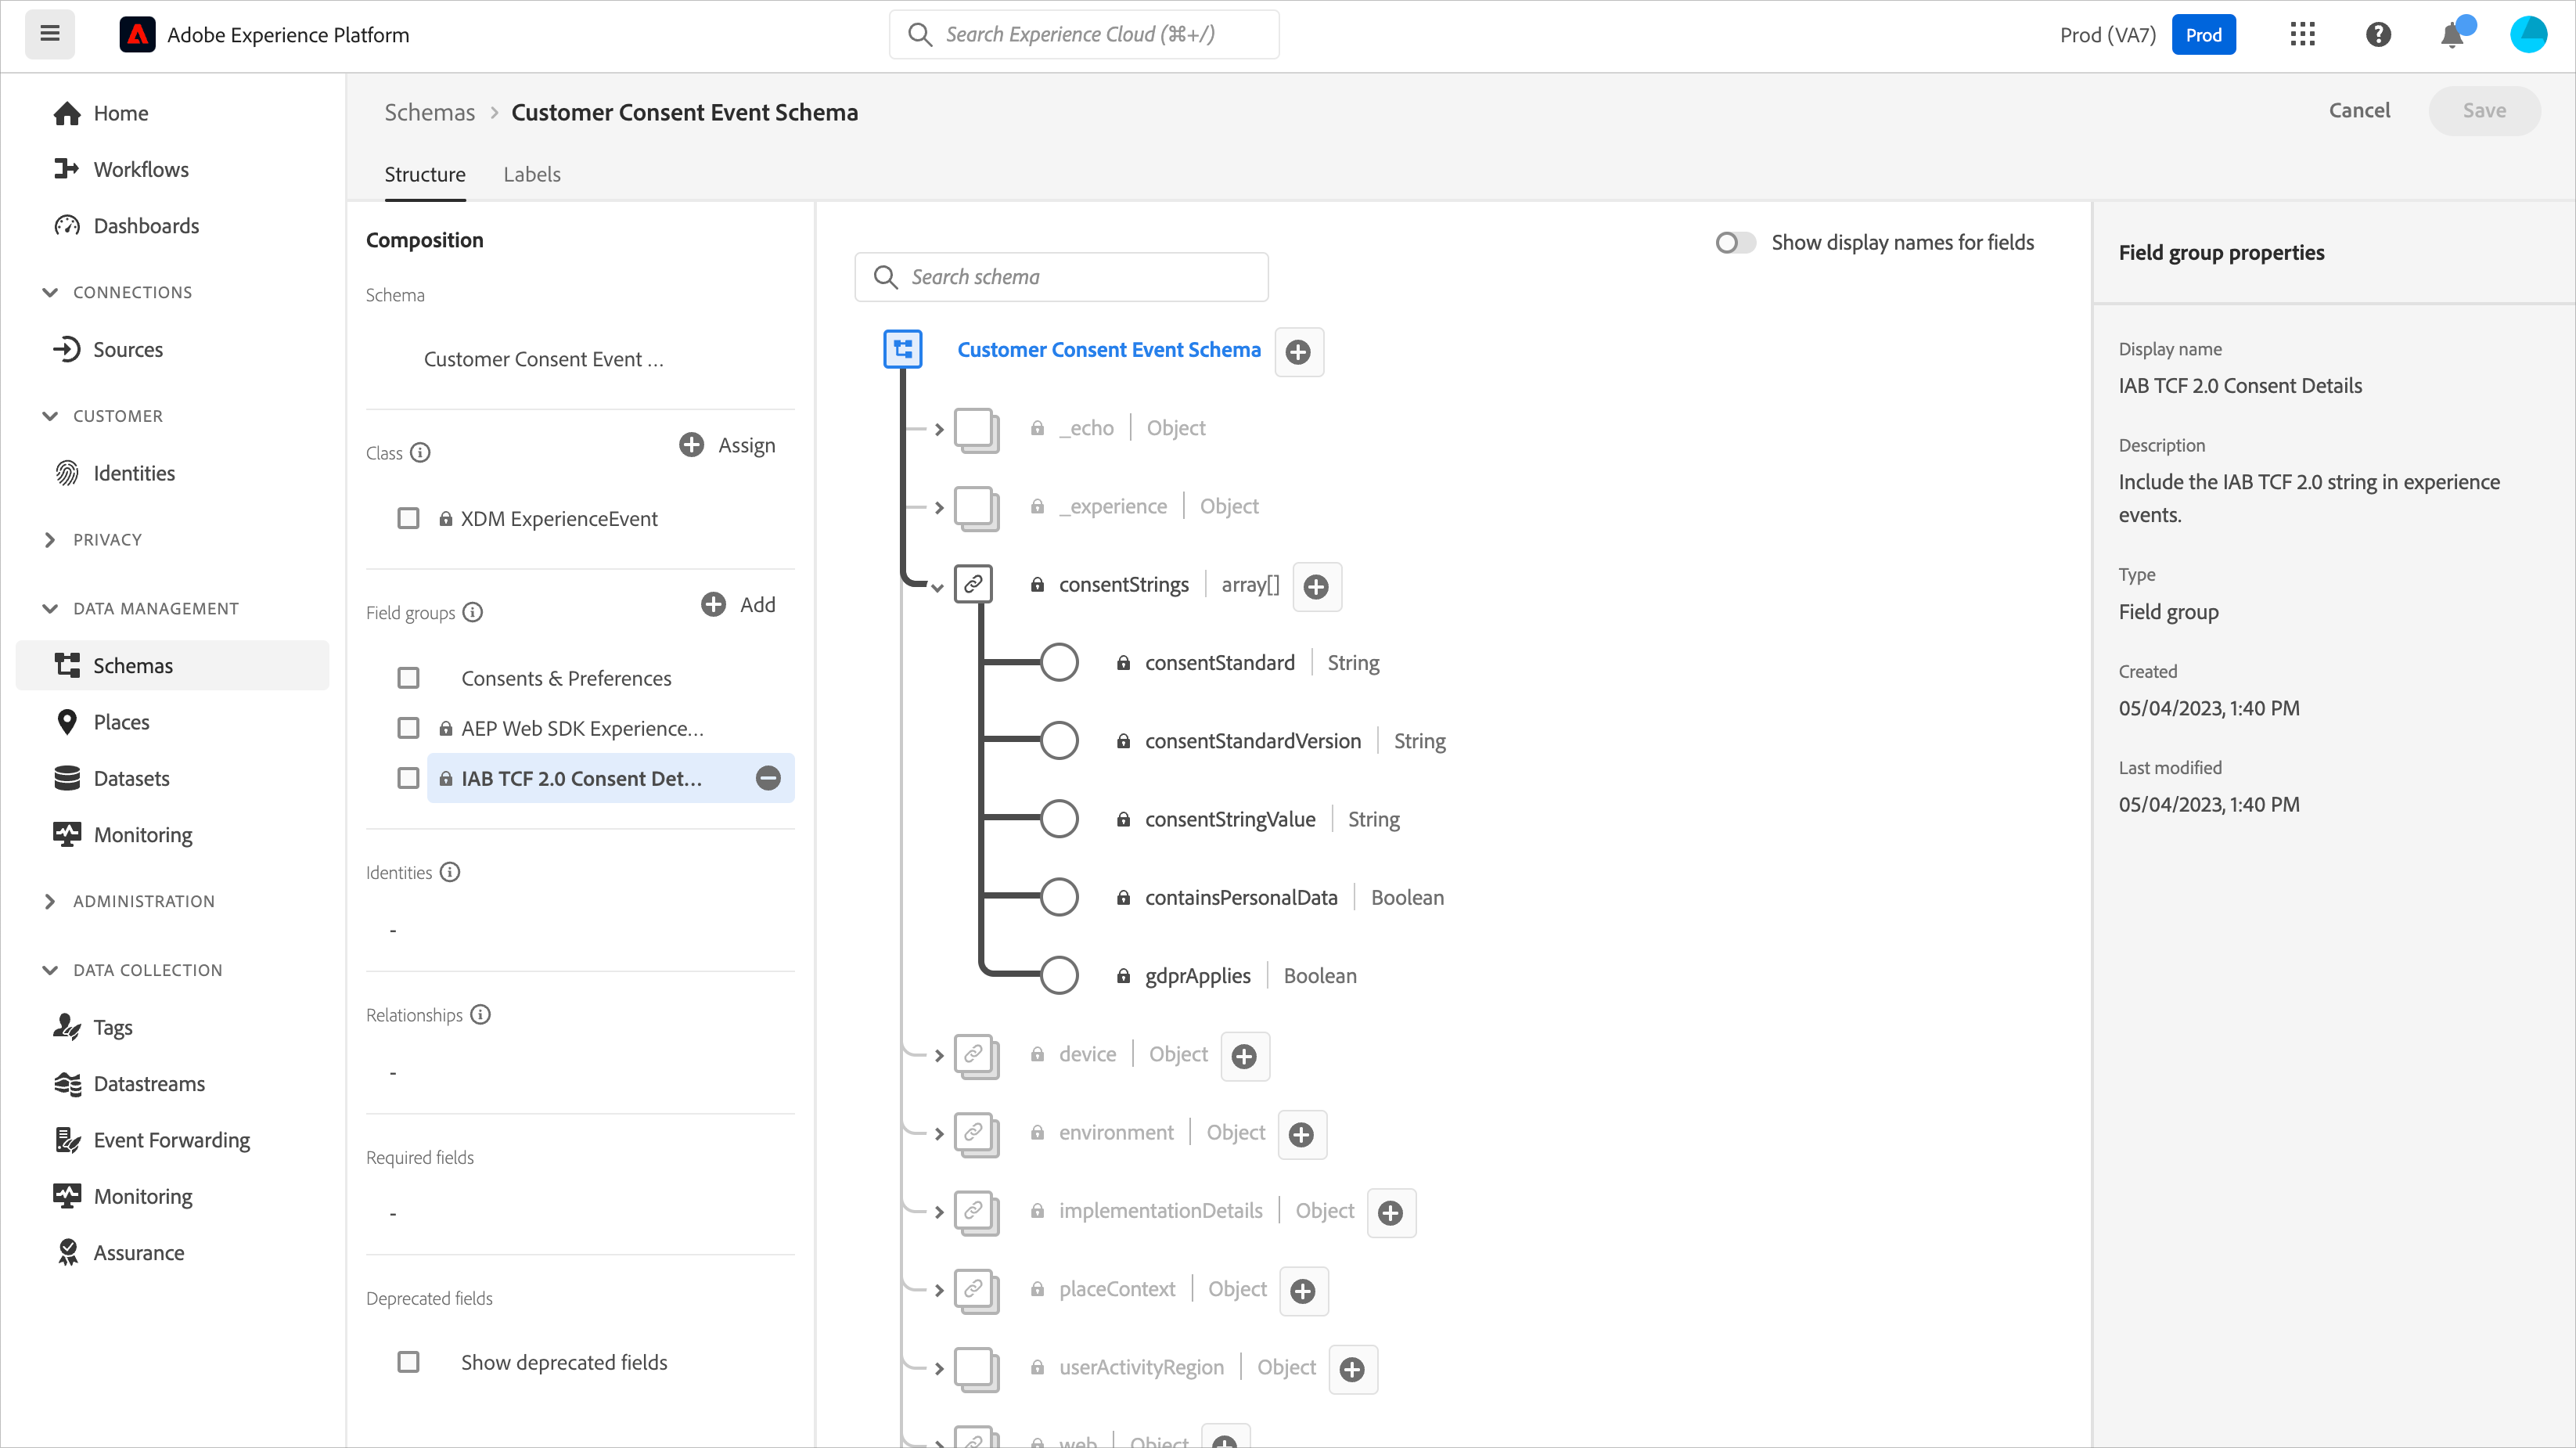 Adobe Experience Platform
Search Experience Cloud (⌘+/)
Prod (VA7)
Prod
Home
Workflows
Dashboards
CONNECTIONS
Sources
CUSTOMER
Identities
PRIVACY
DATA MANAGEMENT
Schemas
Places
Datasets
Monitoring
ADMINISTRATION
DATA COLLECTION
Tags
Datastreams
Event Forwarding
Monitoring
Assurance
Schemas > Customer Consent Event Schema
Cancel
Save
Structure
Labels
Composition
Schema
Customer Consent Event ...
Class
Assign
XDM ExperienceEvent
Field groups
Add
Consents & Preferences
AEP Web SDK Experience...
IAB TCF 2.0 Consent Det...
Identities
-
Relationships
-
Required fields
-
Deprecated fields
Show deprecated fields
Search schema
Show display names for fields
Customer Consent Event Schema
_echo | Object
_experience | Object
consentStrings | array[]
consentStandard | String
consentStandardVersion | String
consentStringValue | String
containsPersonalData | Boolean
gdprApplies | Boolean
device | Object
environment | Object
implementationDetails | Object
placeContext | Object
userActivityRegion | Object
web | Object
Field group properties
Display name
IAB TCF 2.0 Consent Details
Description
Include the IAB TCF 2.0 string in experience
events.
Type
Field group
Created
05/04/2023, 1:40 PM
Last modified
05/04/2023, 1:40 PM